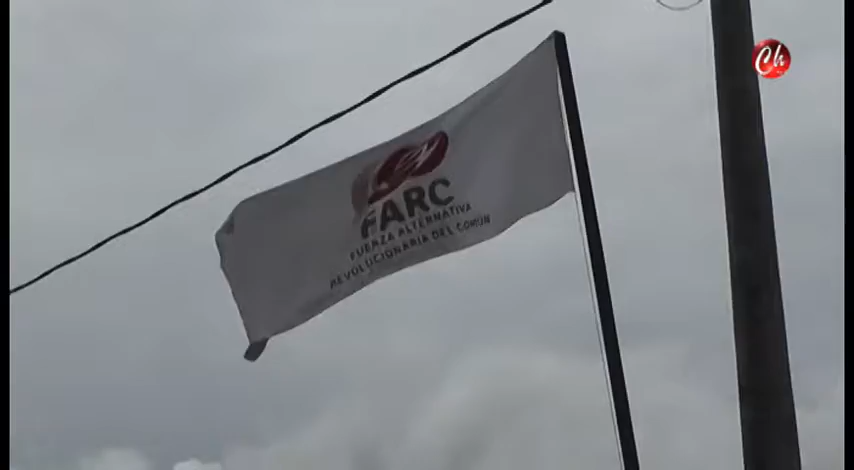 Ch
FARC
FUERZA ALTERNATIVA
REVOLUCIONARIA DEL COMÚN